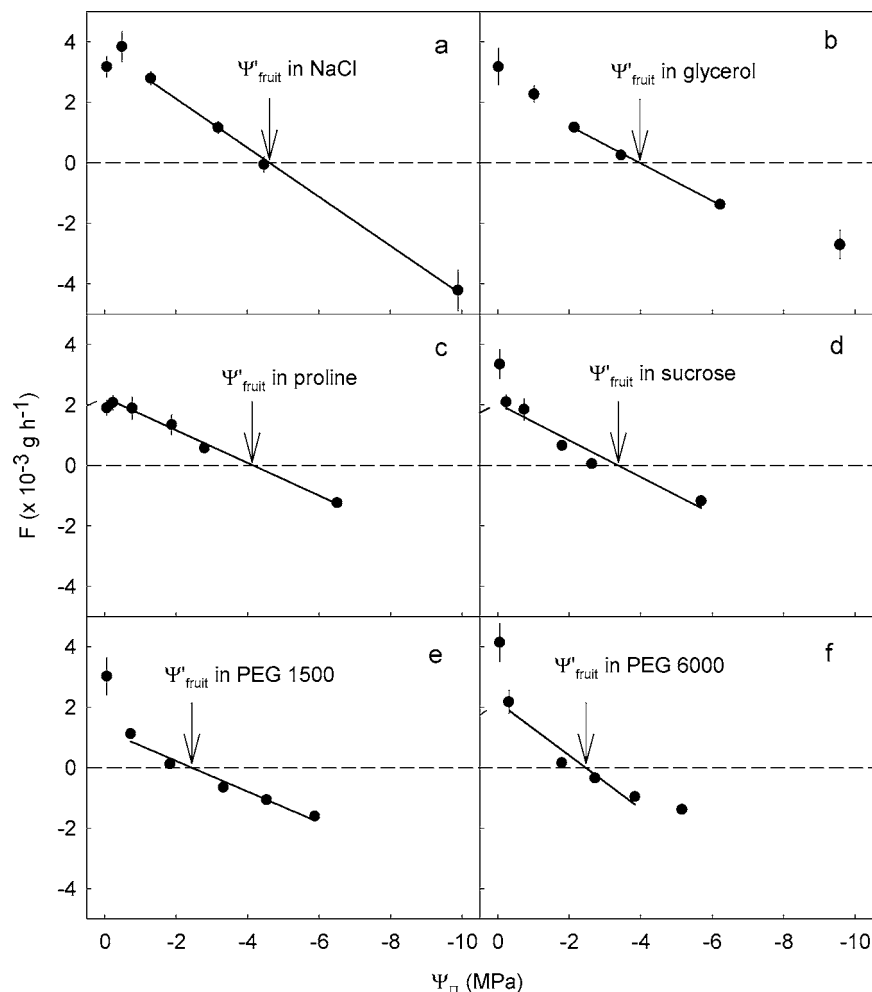 a
Ψ'fruit in NaCl
4
2
0
-2
-4
b
Ψ'fruit in glycerol
c
Ψ'fruit in proline
4
2
0
-2
-4
d
Ψ'fruit in sucrose
F (x 10⁻³ g h⁻¹)
e
Ψ'fruit in PEG 1500
4
2
0
-2
-4
f
Ψ'fruit in PEG 6000
0 -2 -4 -6 -8 -10
0 -2 -4 -6 -8 -10
ΨΠ (MPa)